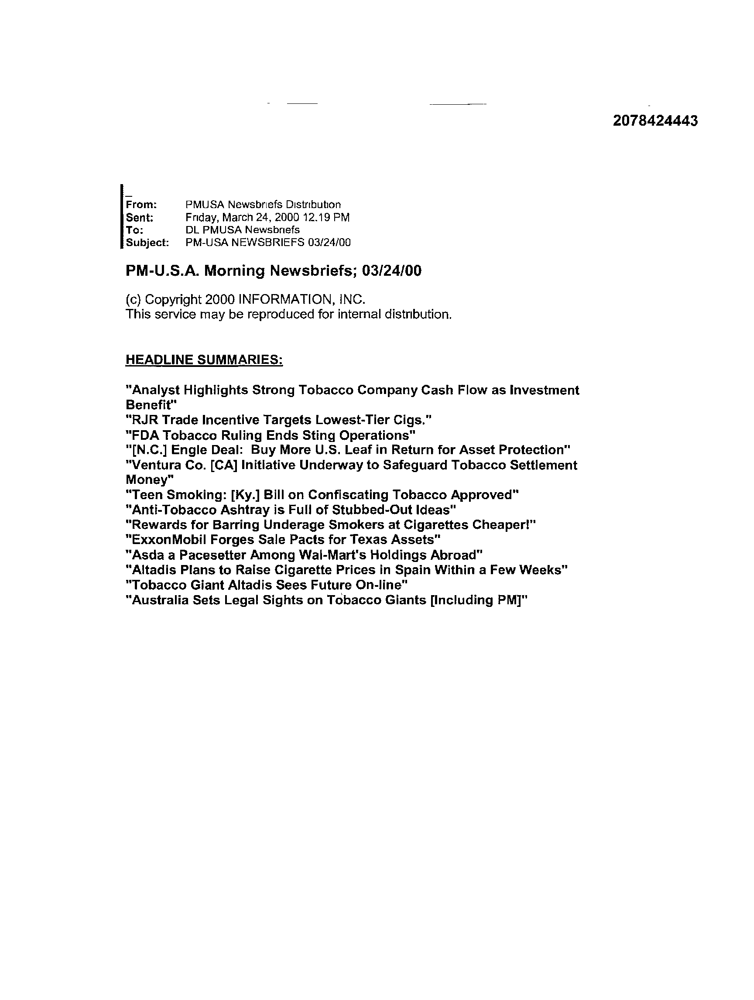 2078424443
From: PMUSA Newsbriefs Distribution
Sent: Friday, March 24, 2000 12.19 PM
To: DL PMUSA Newsbriefs
Subject: PM-USA NEWSBRIEFS 03/24/00
PM-U.S.A. Morning Newsbriefs; 03/24/00
(c) Copyright 2000 INFORMATION, INC.
This service may be reproduced for internal distribution.
HEADLINE SUMMARIES:
"Analyst Highlights Strong Tobacco Company Cash Flow as Investment
Benefit"
"RJR Trade Incentive Targets Lowest-Tier Cigs."
"FDA Tobacco Ruling Ends Sting Operations"
"[N.C.] Engle Deal:  Buy More U.S. Leaf in Return for Asset Protection"
"Ventura Co. [CA] Initiative Underway to Safeguard Tobacco Settlement
Money"
"Teen Smoking: [Ky.] Bill on Confiscating Tobacco Approved"
"Anti-Tobacco Ashtray is Full of Stubbed-Out Ideas"
"Rewards for Barring Underage Smokers at Cigarettes Cheaper!"
"ExxonMobil Forges Sale Pacts for Texas Assets"
"Asda a Pacesetter Among Wal-Mart's Holdings Abroad"
"Altadis Plans to Raise Cigarette Prices in Spain Within a Few Weeks"
"Tobacco Giant Altadis Sees Future On-line"
"Australia Sets Legal Sights on Tobacco Giants [Including PM]"